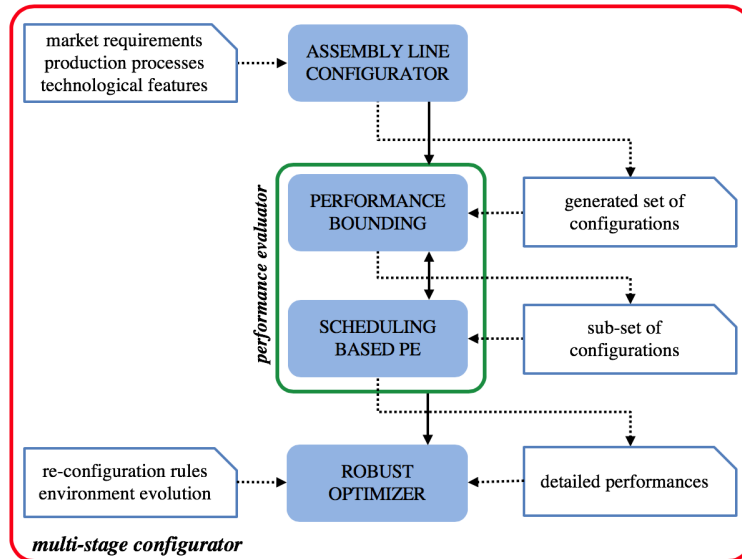 market requirements
production processes
technological features
ASSEMBLY LINE
CONFIGURATOR
performance evaluator
PERFORMANCE
BOUNDING
generated set of
configurations
SCHEDULING
BASED PE
sub-set of
configurations
re-configuration rules
environment evolution
ROBUST
OPTIMIZER
detailed performances
multi-stage configurator